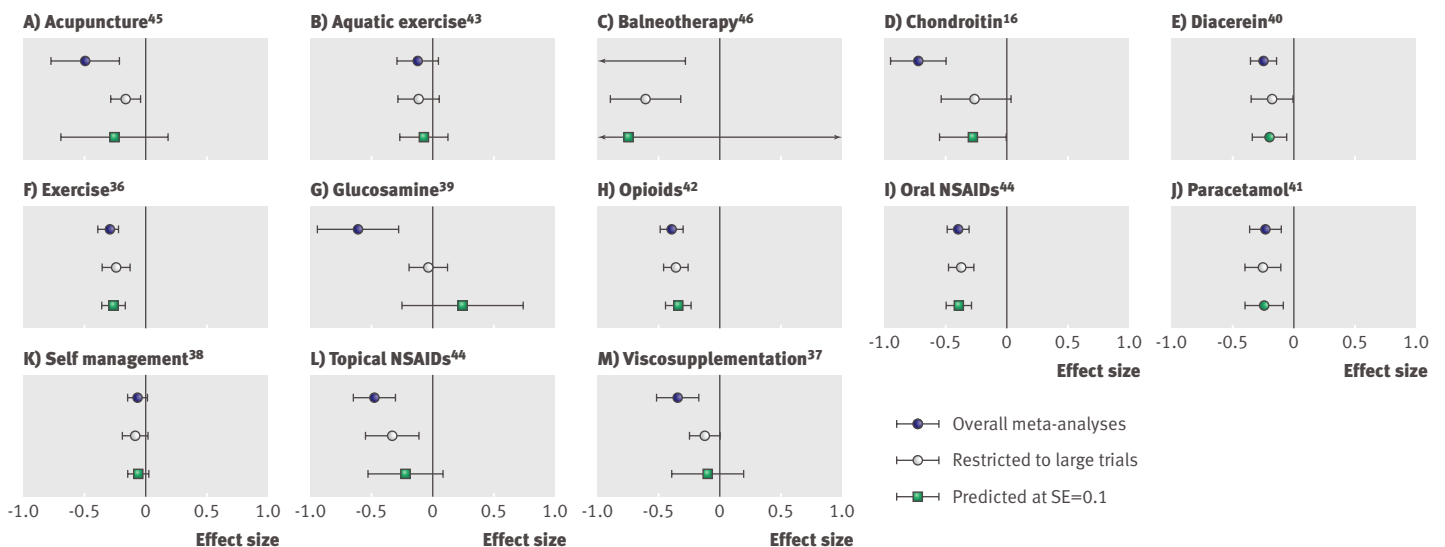 A) Acupuncture⁴⁵
B) Aquatic exercise⁴³
C) Balneotherapy⁴⁶
D) Chondroitin¹⁶
E) Diacerein⁴⁰
F) Exercise³⁶
G) Glucosamine³⁹
H) Opioids⁴²
I) Oral NSAIDs⁴⁴
J) Paracetamol⁴¹
-1.0 -0.5 0 0.5 1.0
Effect size
-1.0 -0.5 0 0.5 1.0
Effect size
K) Self management³⁸
L) Topical NSAIDs⁴⁴
M) Viscosupplementation³⁷
Overall meta-analyses
Restricted to large trials
Predicted at SE=0.1
-1.0 -0.5 0 0.5 1.0
Effect size
-1.0 -0.5 0 0.5 1.0
Effect size
-1.0 -0.5 0 0.5 1.0
Effect size